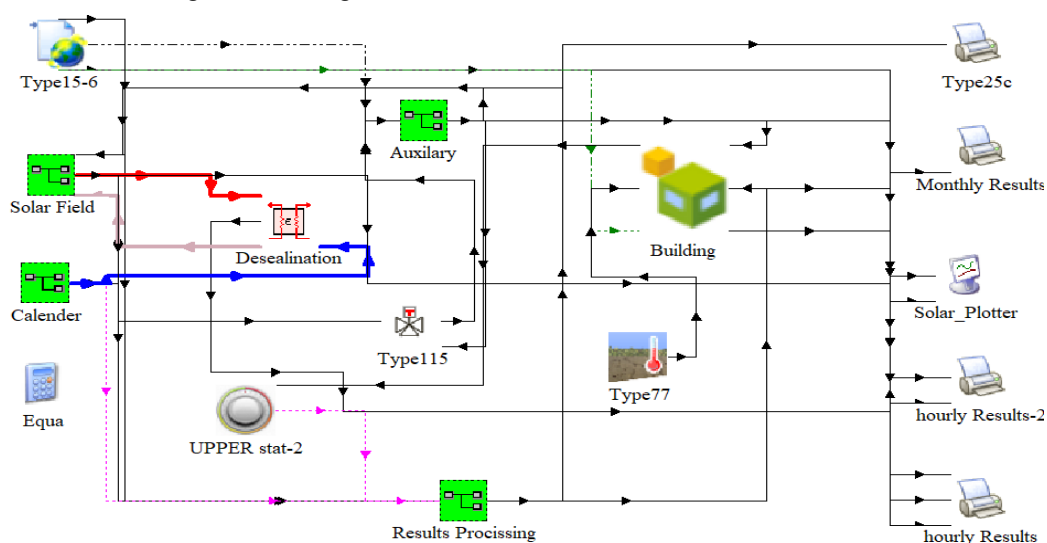 Type15-6
Type25c
Auxilary
Monthly Results
Solar Field
Building
Desealination
Calender
Solar_Plotter
Type115
Type77
Equa
hourly Results-2
UPPER stat-2
Results Procissing
hourly Results